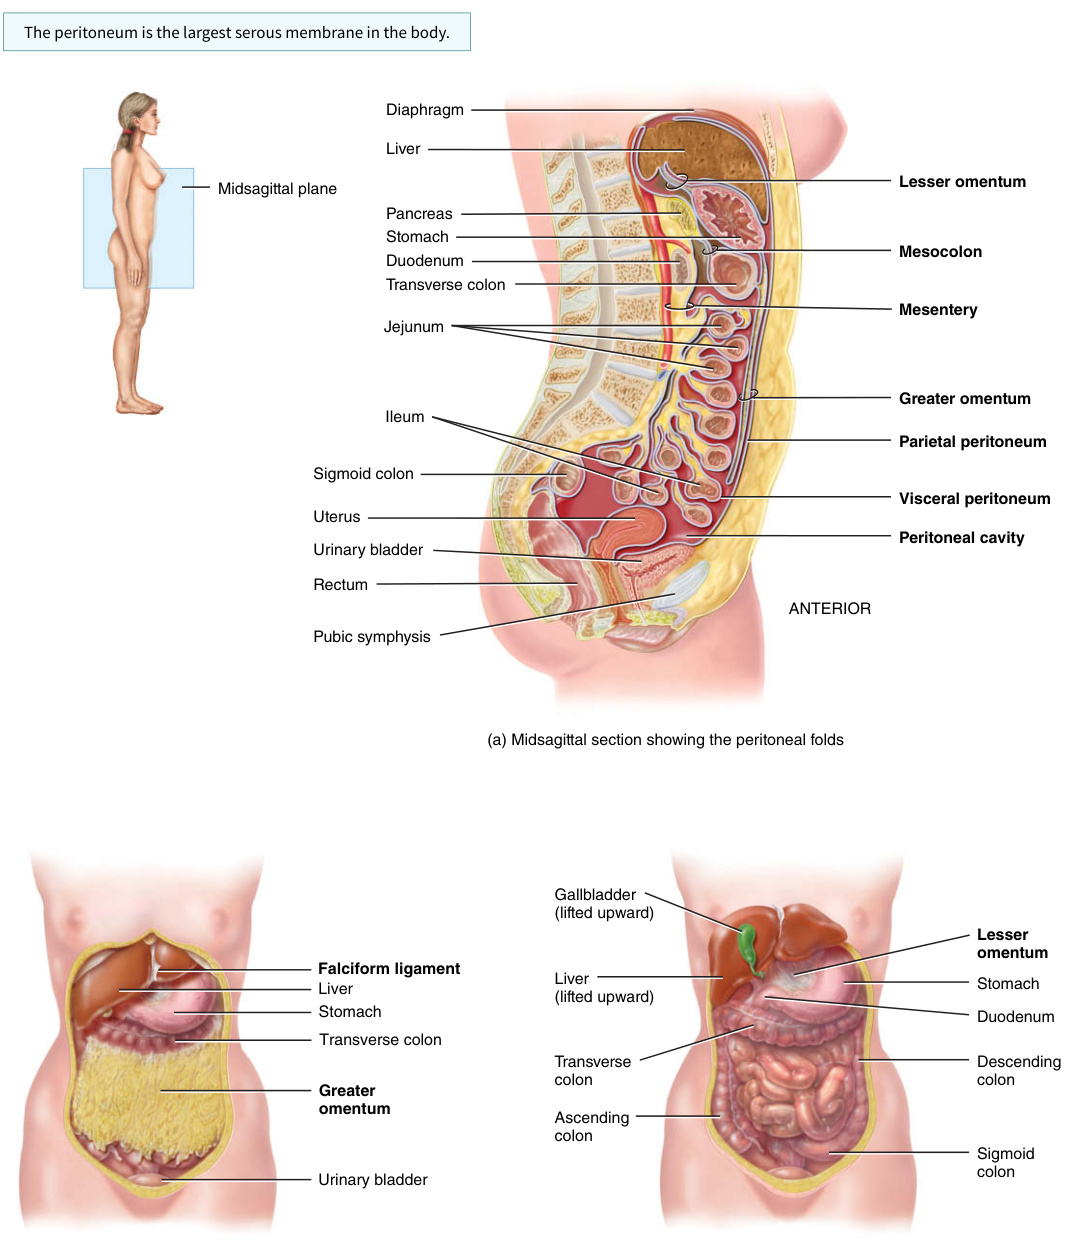 The peritoneum is the largest serous membrane in the body.
Midsagittal plane
Diaphragm
Liver
Pancreas
Stomach
Duodenum
Transverse colon
Jejunum
Ileum
Sigmoid colon
Uterus
Urinary bladder
Rectum
Pubic symphysis
Lesser omentum
Mesocolon
Mesentery
Greater omentum
Parietal peritoneum
Visceral peritoneum
Peritoneal cavity
ANTERIOR
(a) Midsagittal section showing the peritoneal folds
Falciform ligament
Liver
Stomach
Transverse colon
Greater
omentum
Urinary bladder
Gallbladder
(lifted upward)
Liver
(lifted upward)
Transverse
colon
Ascending
colon
Lesser
omentum
Stomach
Duodenum
Descending
colon
Sigmoid
colon